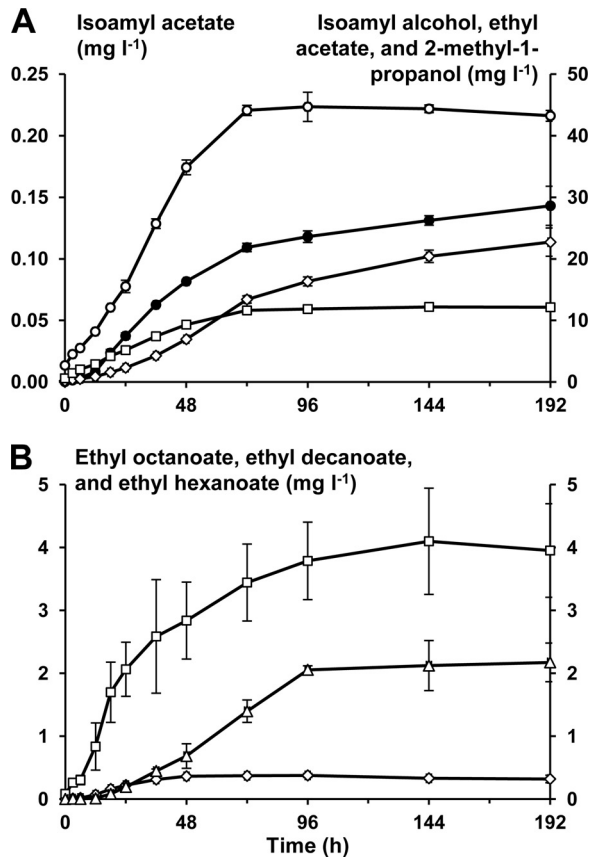 A
Isoamyl acetate
(mg l-1)
Isoamyl alcohol, ethyl
acetate, and 2-methyl-1-
propanol (mg l-1)
0.25
0.20
0.15
0.10
0.05
0.00
50
40
30
20
10
0
0 48 96 144 192
B
Ethyl octanoate, ethyl decanoate,
and ethyl hexanoate (mg l-1)
5
4
3
2
1
0
5
4
3
2
1
0
0 48 96 144 192
Time (h)